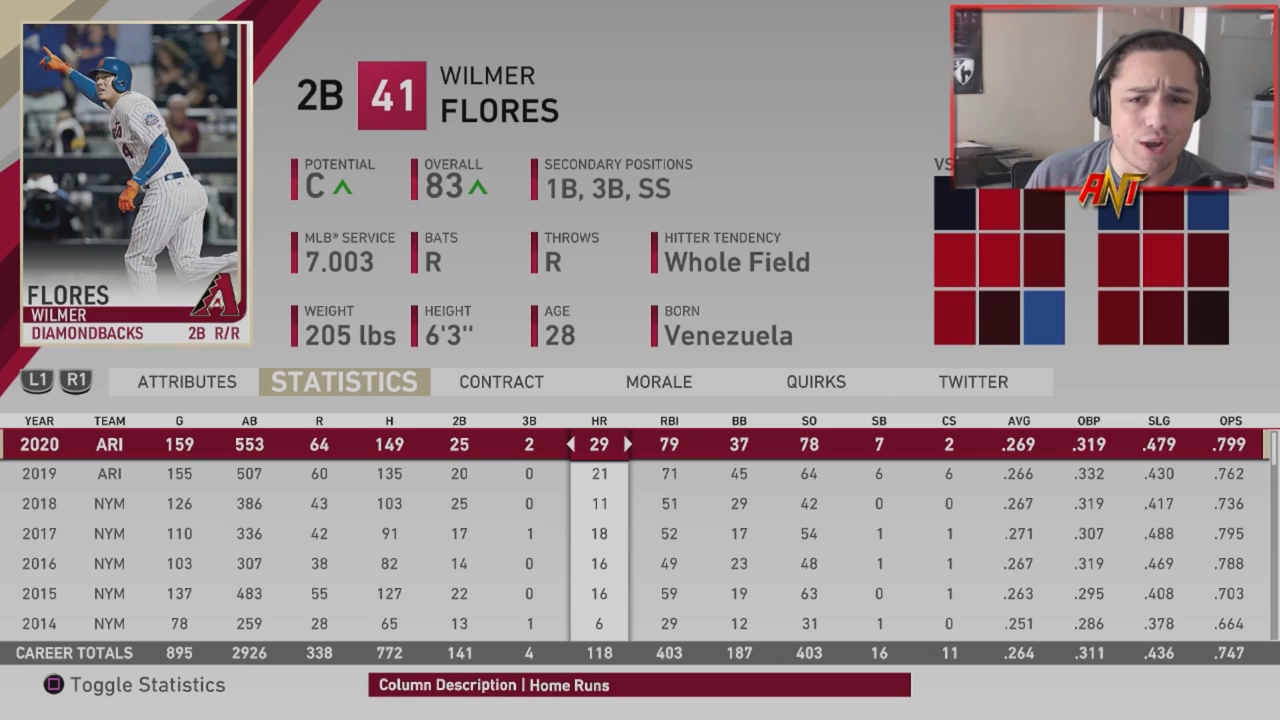 2B 41 WILMER FLORES
POTENTIAL OVERALL SECONDARY POSITIONS
C 83 1B, 3B, SS
VS
ANT
MLB® SERVICE BATS THROWS HITTER TENDENCY
7.003 R R Whole Field
WEIGHT HEIGHT AGE BORN
205 lbs 6'3" 28 Venezuela
Mets
4
A
FLORES
WILMER
DIAMONDBACKS 2B R/R
L1 R1 ATTRIBUTES STATISTICS CONTRACT MORALE QUIRKS TWITTER
YEAR TEAM G AB R H 2B 3B HR RBI BB SO SB CS AVG OBP SLG OPS
2020 ARI 159 553 64 149 25 2 29 79 37 78 7 2 .269 .319 .479 .799
2019 ARI 155 507 60 135 20 0 21 71 45 64 6 6 .266 .332 .430 .762
2018 NYM 126 386 43 103 25 0 11 51 29 42 0 0 .267 .319 .417 .736
2017 NYM 110 336 42 91 17 1 18 52 17 54 1 1 .271 .307 .488 .795
2016 NYM 103 307 38 82 14 0 16 49 23 48 1 1 .267 .319 .469 .788
2015 NYM 137 483 55 127 22 0 16 59 19 63 0 1 .263 .295 .408 .703
2014 NYM 78 259 28 65 13 1 6 29 12 31 1 0 .251 .286 .378 .664
CAREER TOTALS 895 2926 338 772 141 4 118 403 187 403 16 11 .264 .311 .436 .747
Toggle Statistics
Column Description | Home Runs